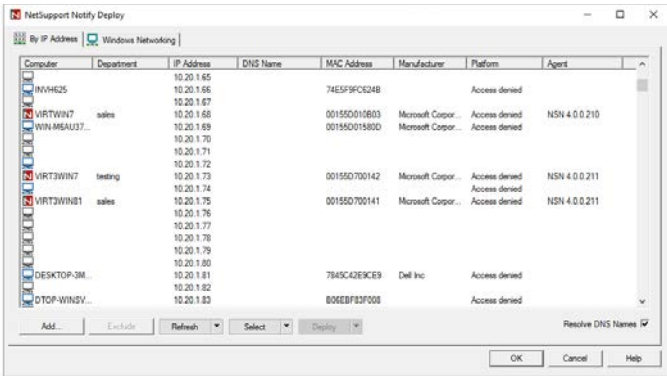 NetSupport Notify Deploy
By IP Address Windows Networking
Computer Department IP Address DNS Name MAC Address Manufacturer Platform Agent
10.20.1.65
INVH625 10.20.1.66 74E5F9FC624B Access denied
10.20.1.67
VIRTWIN7 sales 10.20.1.68 00155D010B03 Microsoft Corpor... Access denied NSN 4.0.0.210
WIN-M6AU37... 10.20.1.69 00155D01580D Microsoft Corpor... Access denied
10.20.1.70
10.20.1.71
10.20.1.72
VIRT3WIN7 testing 10.20.1.73 00155D700142 Microsoft Corpor... Access denied NSN 4.0.0.211
10.20.1.74 Access denied
VIRT3WIN81 sales 10.20.1.75 00155D700141 Microsoft Corpor... Access denied NSN 4.0.0.211
10.20.1.76
10.20.1.77
10.20.1.78
10.20.1.79
10.20.1.80
DESKTOP-3M... 10.20.1.81 7845C42E9CE9 Dell Inc Access denied
10.20.1.82
DTOP-WINSV... 10.20.1.83 B06EBF83F008 Access denied
Add... Exclude Refresh Select Deploy Resolve DNS Names
OK Cancel Help